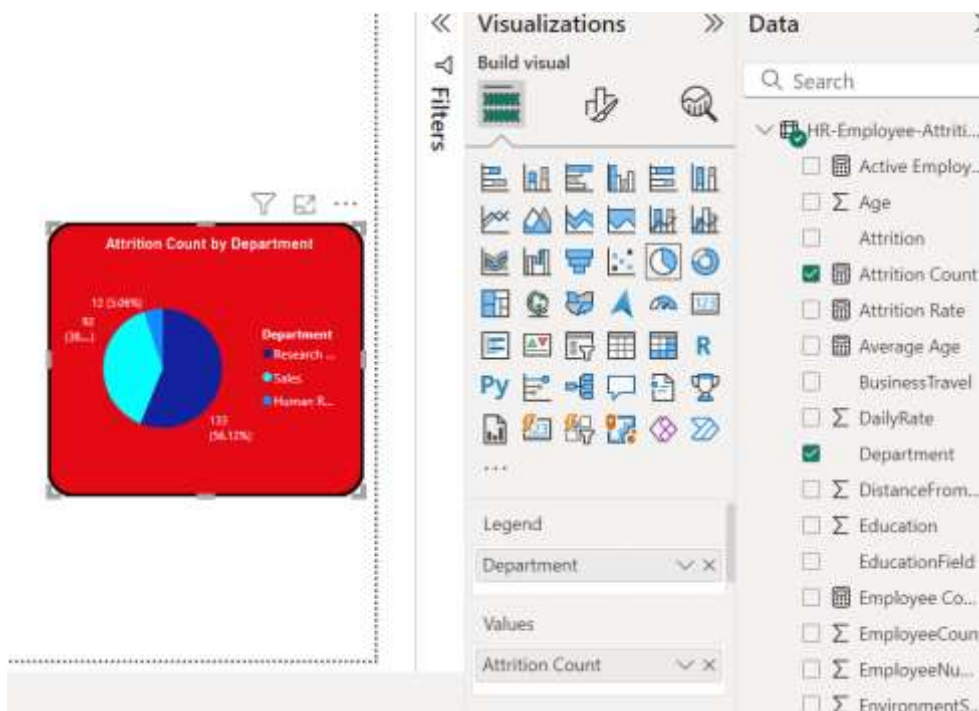 Visualizations
Data
Build visual
Search
Filters
HR-Employee-Attriti...
Active Employ...
Age
Attrition
Attrition Count
Attrition Rate
Average Age
BusinessTravel
DailyRate
Department
DistanceFrom...
Education
EducationField
Employee Co...
EmployeeCoun
EmployeeNu...
EnvironmentS...
Attrition Count by Department
12 (5.06%)
92
(38....)
133
(56.12%)
Department
Research ...
Sales
Human R...
123
R
Py
Legend
Department
Values
Attrition Count